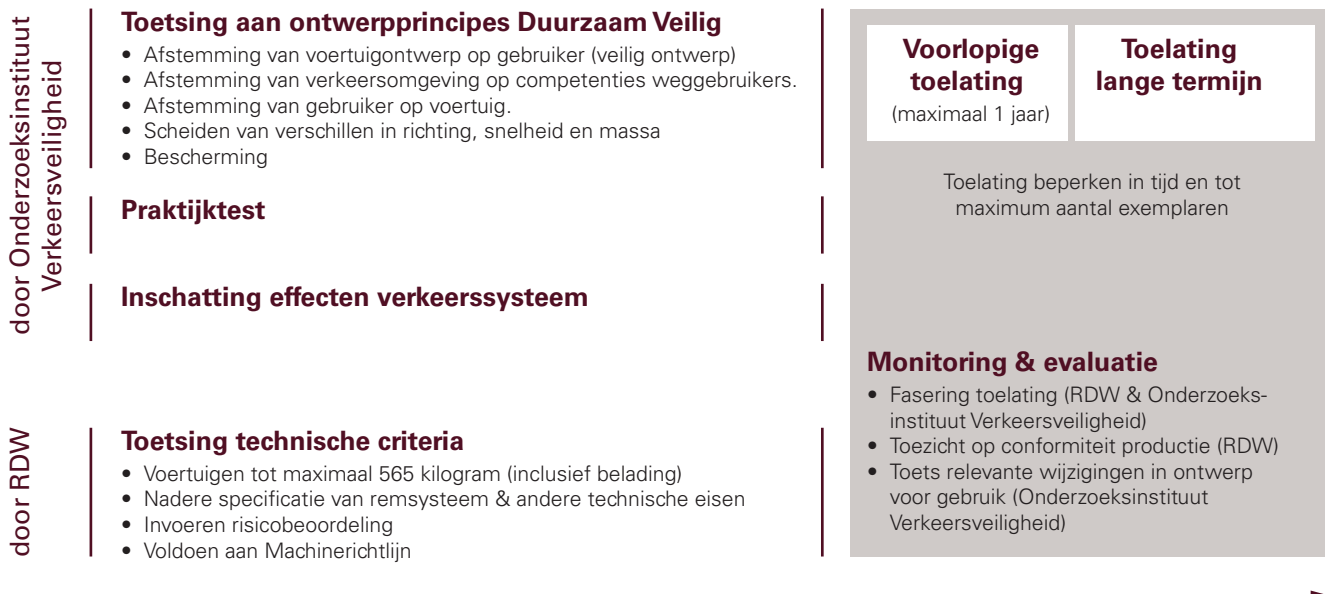 door Onderzoeksinstituut
Verkeersveiligheid
Toetsing aan ontwerpprincipes Duurzaam Veilig
• Afstemming van voertuigontwerp op gebruiker (veilig ontwerp)
• Afstemming van verkeersomgeving op competenties weggebruikers.
• Afstemming van gebruiker op voertuig.
• Scheiden van verschillen in richting, snelheid en massa
• Bescherming
Praktijktest
Inschatting effecten verkeerssysteem
door RDW
Toetsing technische criteria
• Voertuigen tot maximaal 565 kilogram (inclusief belading)
• Nadere specificatie van remsysteem & andere technische eisen
• Invoeren risicobeoordeling
• Voldoen aan Machinerichtlijn
Voorlopige
toelating
(maximaal 1 jaar)
Toelating
lange termijn
Toelating beperken in tijd en tot
maximum aantal exemplaren
Monitoring & evaluatie
• Fasering toelating (RDW & Onderzoeks-
instituut Verkeersveiligheid)
• Toezicht op conformiteit productie (RDW)
• Toets relevante wijzigingen in ontwerp
voor gebruik (Onderzoeksinstituut
Verkeersveiligheid)